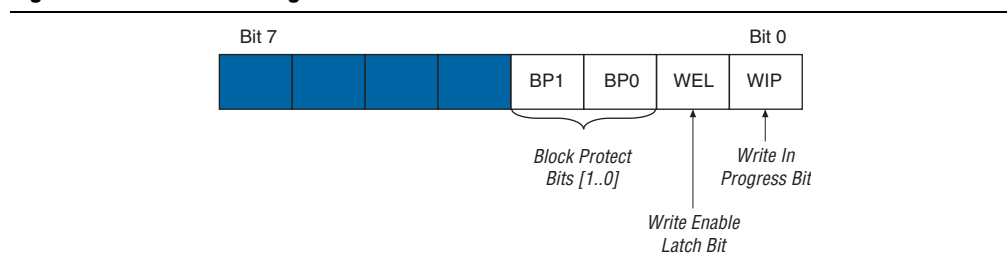 Bit 7
Bit 0
BP1
BP0
WEL
WIP
Block Protect
Bits [1..0]
Write In
Progress Bit
Write Enable
Latch Bit